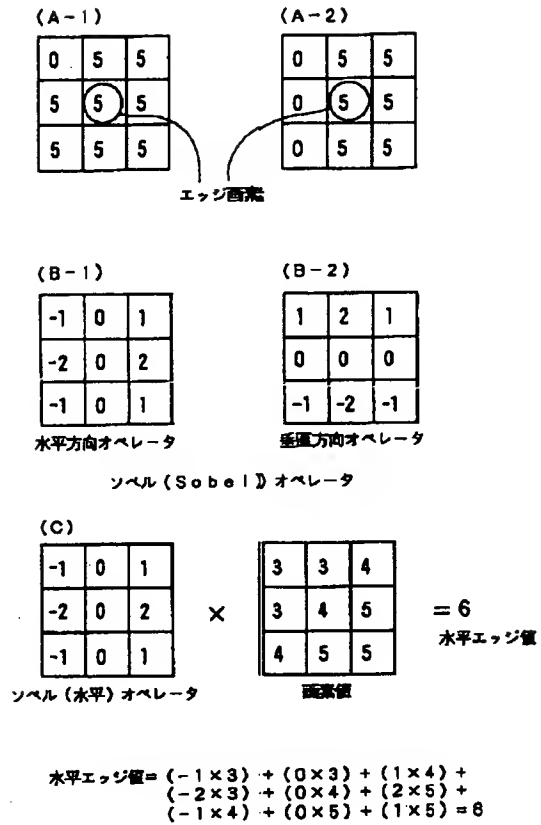 (A-1) (A-2)
0 5 5 0 5 5
5 5 5 0 5 5
5 5 5 0 5 5
エッジ画素
(B-1) (B-2)
-1 0 1 1 2 1
-2 0 2 0 0 0
-1 0 1 -1 -2 -1
水平方向オペレータ 垂直方向オペレータ
ソベル(Sobel)オペレータ
(C)
-1 0 1 3 3 4
-2 0 2 × 3 4 5 =6
-1 0 1 4 5 5 水平エッジ値
ソベル(水平)オペレータ 画素値
水平エッジ値=(-1×3)+(0×3)+(1×4)+
(-2×3)+(0×4)+(2×5)+
(-1×4)+(0×5)+(1×5)=6